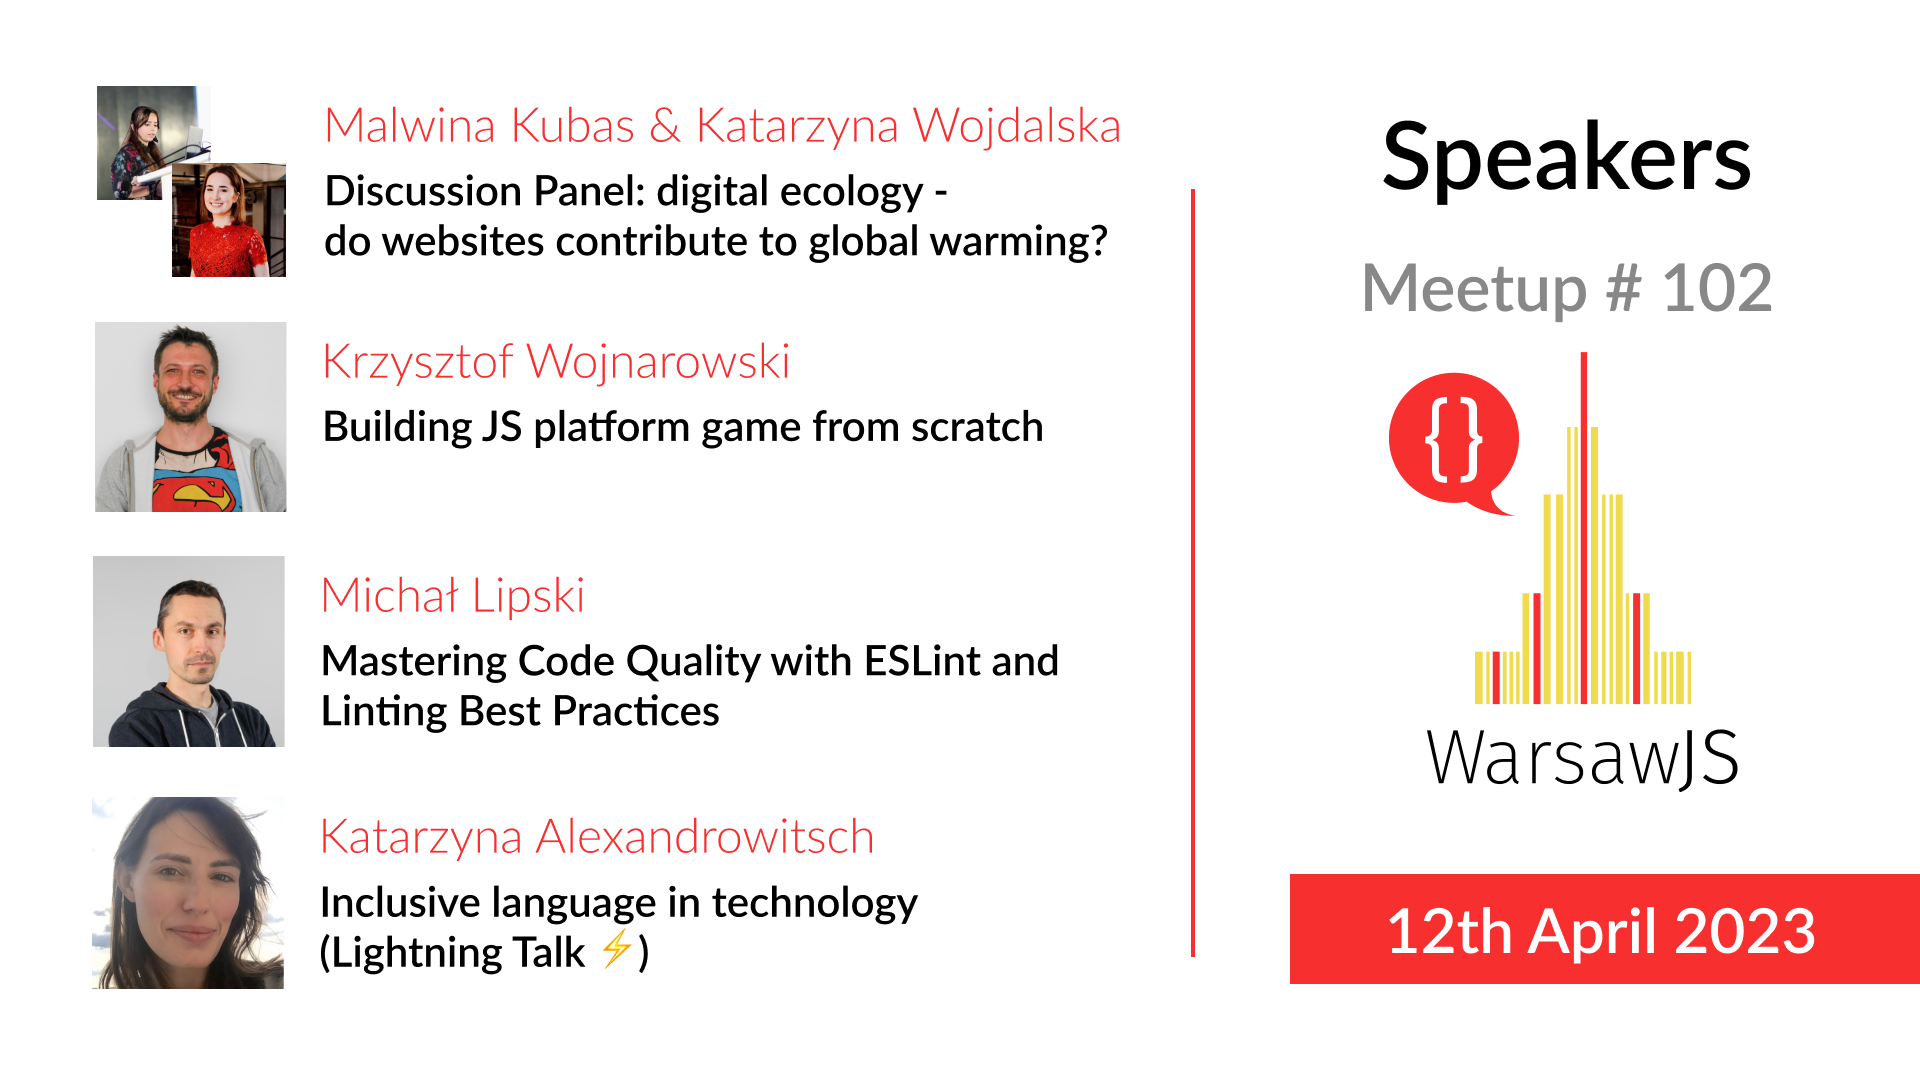 Malwina Kubas & Katarzyna Wojdalska
Discussion Panel: digital ecology -
do websites contribute to global warming?
Krzysztof Wojnarowski
Building JS platform game from scratch
Michał Lipski
Mastering Code Quality with ESLint and
Linting Best Practices
Katarzyna Alexandrowitsch
Inclusive language in technology
(Lightning Talk ⚡)
Speakers
Meetup # 102
{}
WarsawJS
12th April 2023